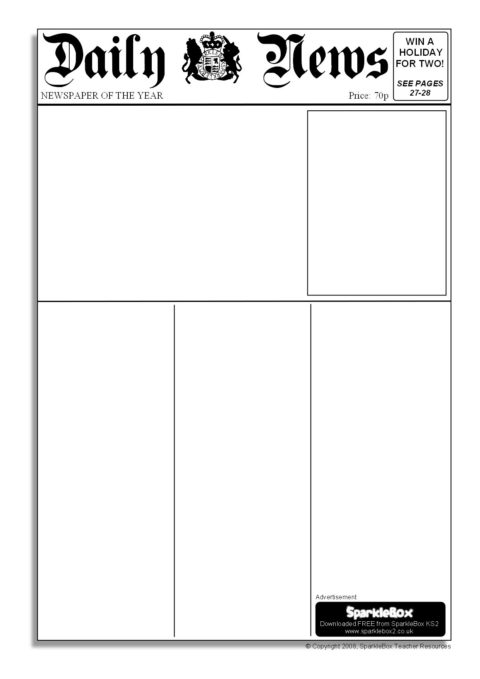 Daily News
WIN A
HOLIDAY
FOR TWO!
SEE PAGES
27-28
NEWSPAPER OF THE YEAR
Price: 70p
Advertisement
SparkleBox
Downloaded FREE from SparkleBox KS2
www.sparklebox2.co.uk
© Copyright 2008, SparkleBox Teacher Resources